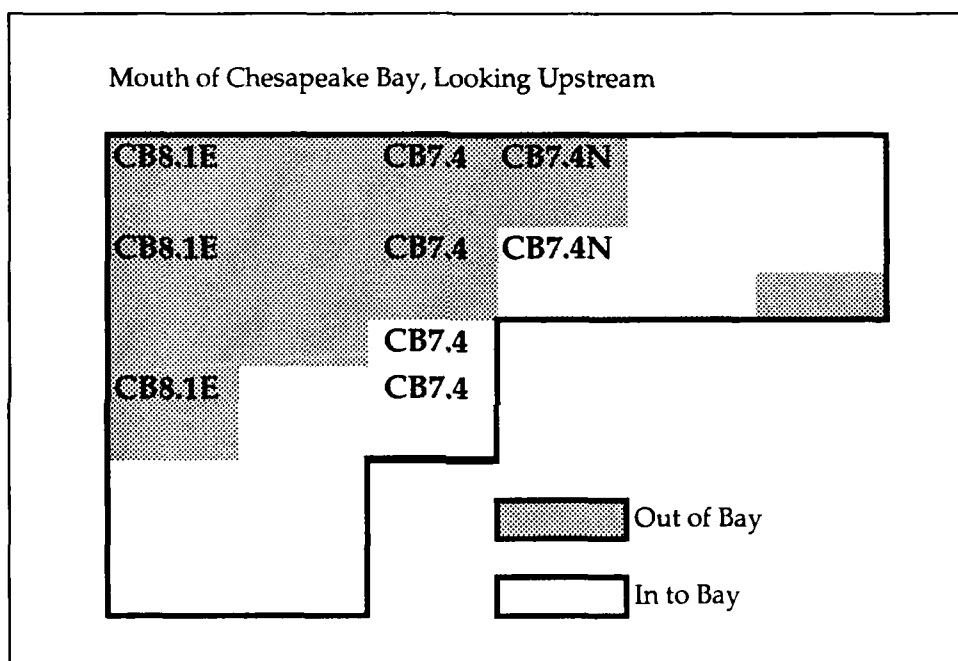 Mouth of Chesapeake Bay, Looking Upstream
CB8.1E CB7.4 CB7.4N
CB8.1E CB7.4 CB7.4N
CB7.4
CB8.1E CB7.4
Out of Bay
In to Bay